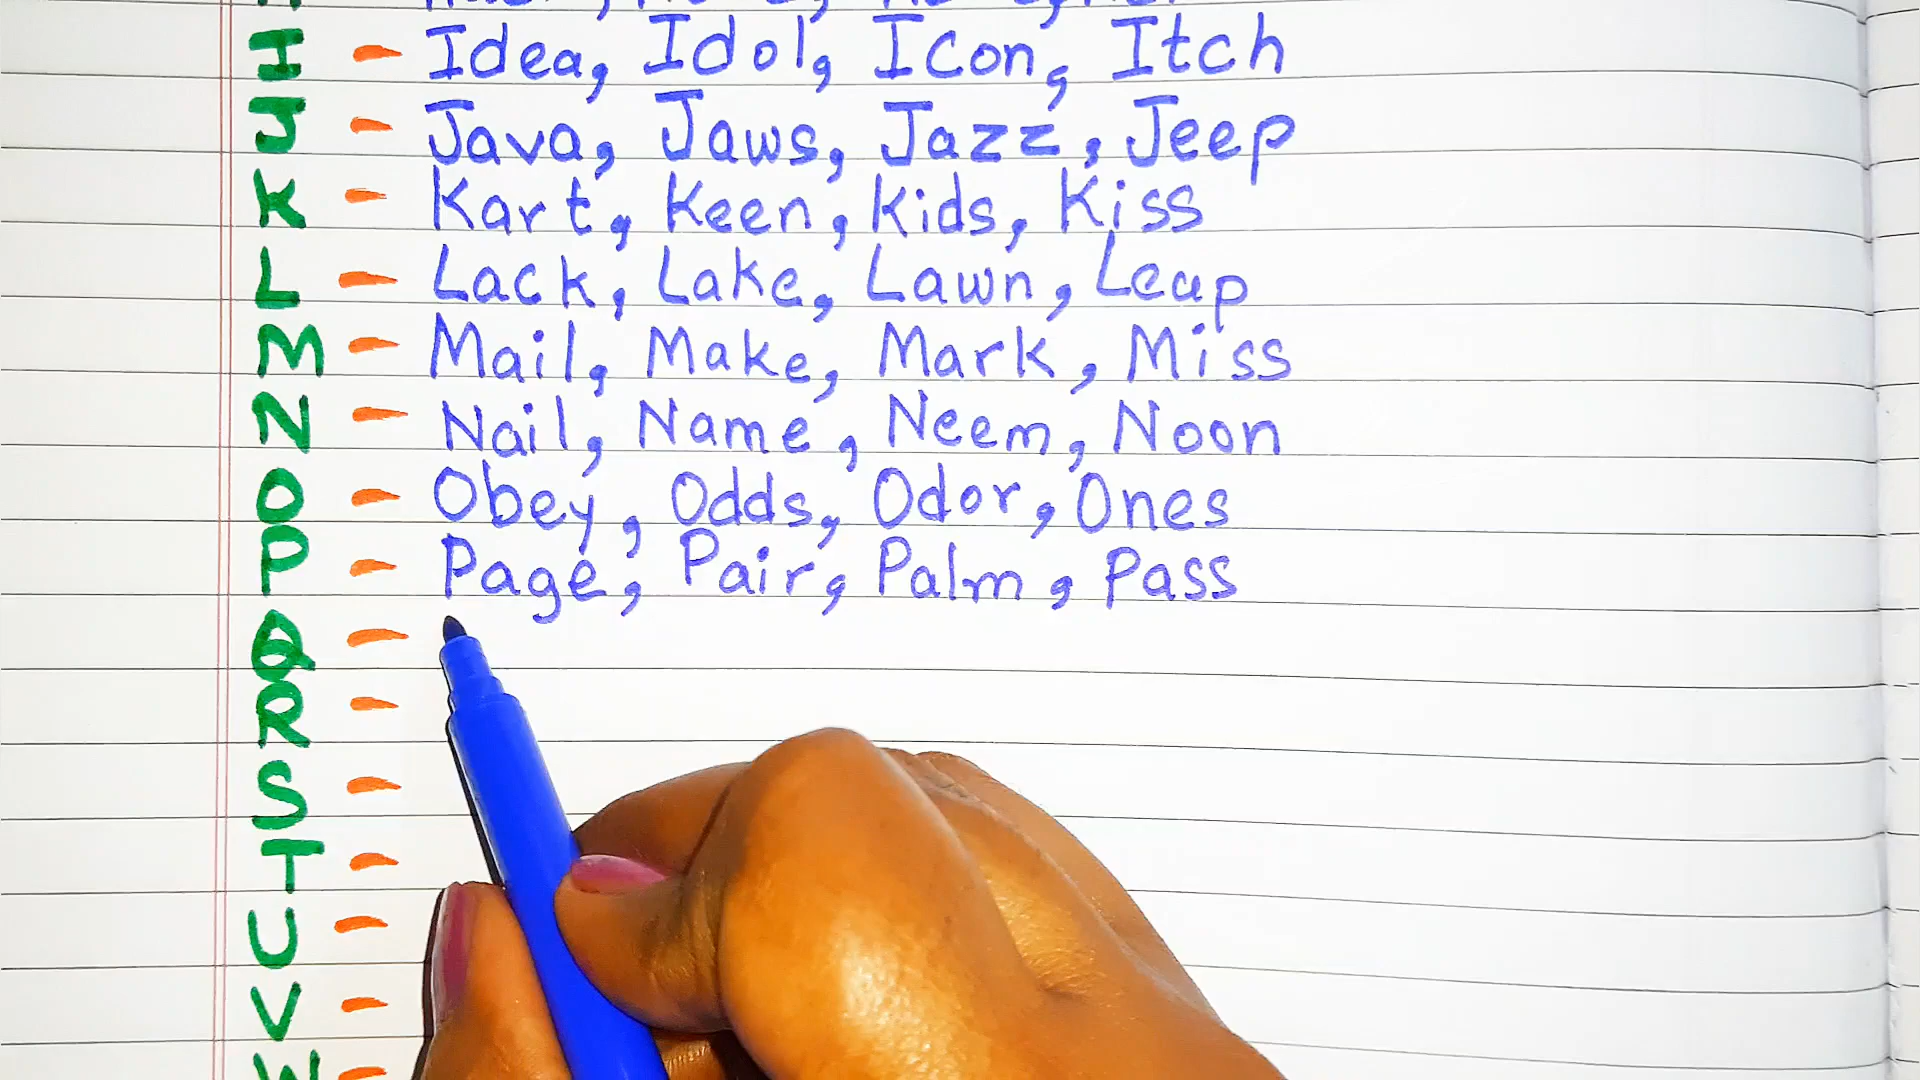 I - Idea, Idol, Icon, Itch
J - Java, Jaws, Jazz, Jeep
K - Kart, Keen, Kids, Kiss
L - Lack, Lake, Lawn, Leap
M - Mail, Make, Mark, Miss
N - Nail, Name, Neem, Noon
O - Obey, Odds, Odor, Ones
P - Page, Pair, Palm, Pass
Q -
R -
S -
T -
U -
V -
W -